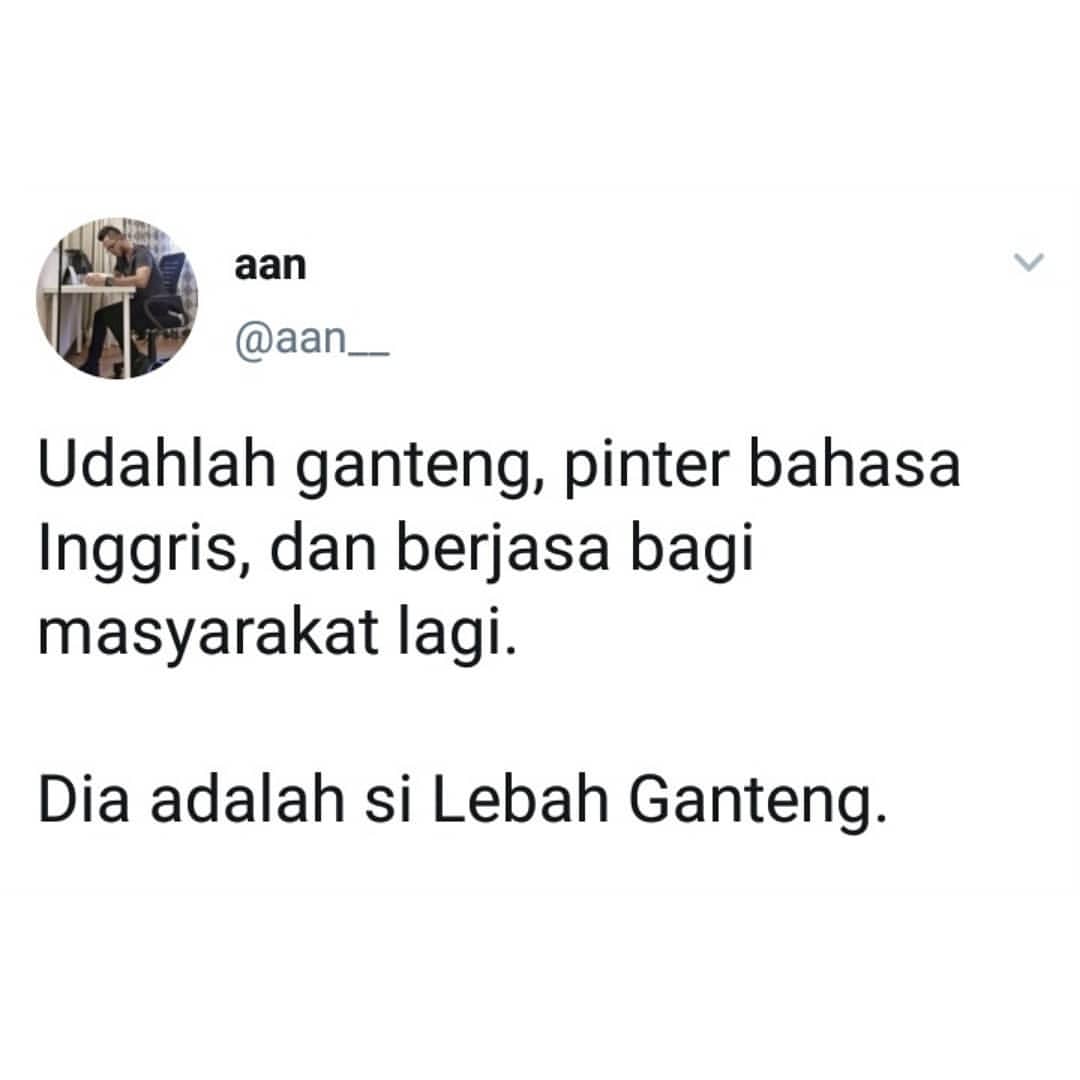 aan
@aan__
Udahlah ganteng, pinter bahasa
Inggris, dan berjasa bagi
masyarakat lagi.
Dia adalah si Lebah Ganteng.